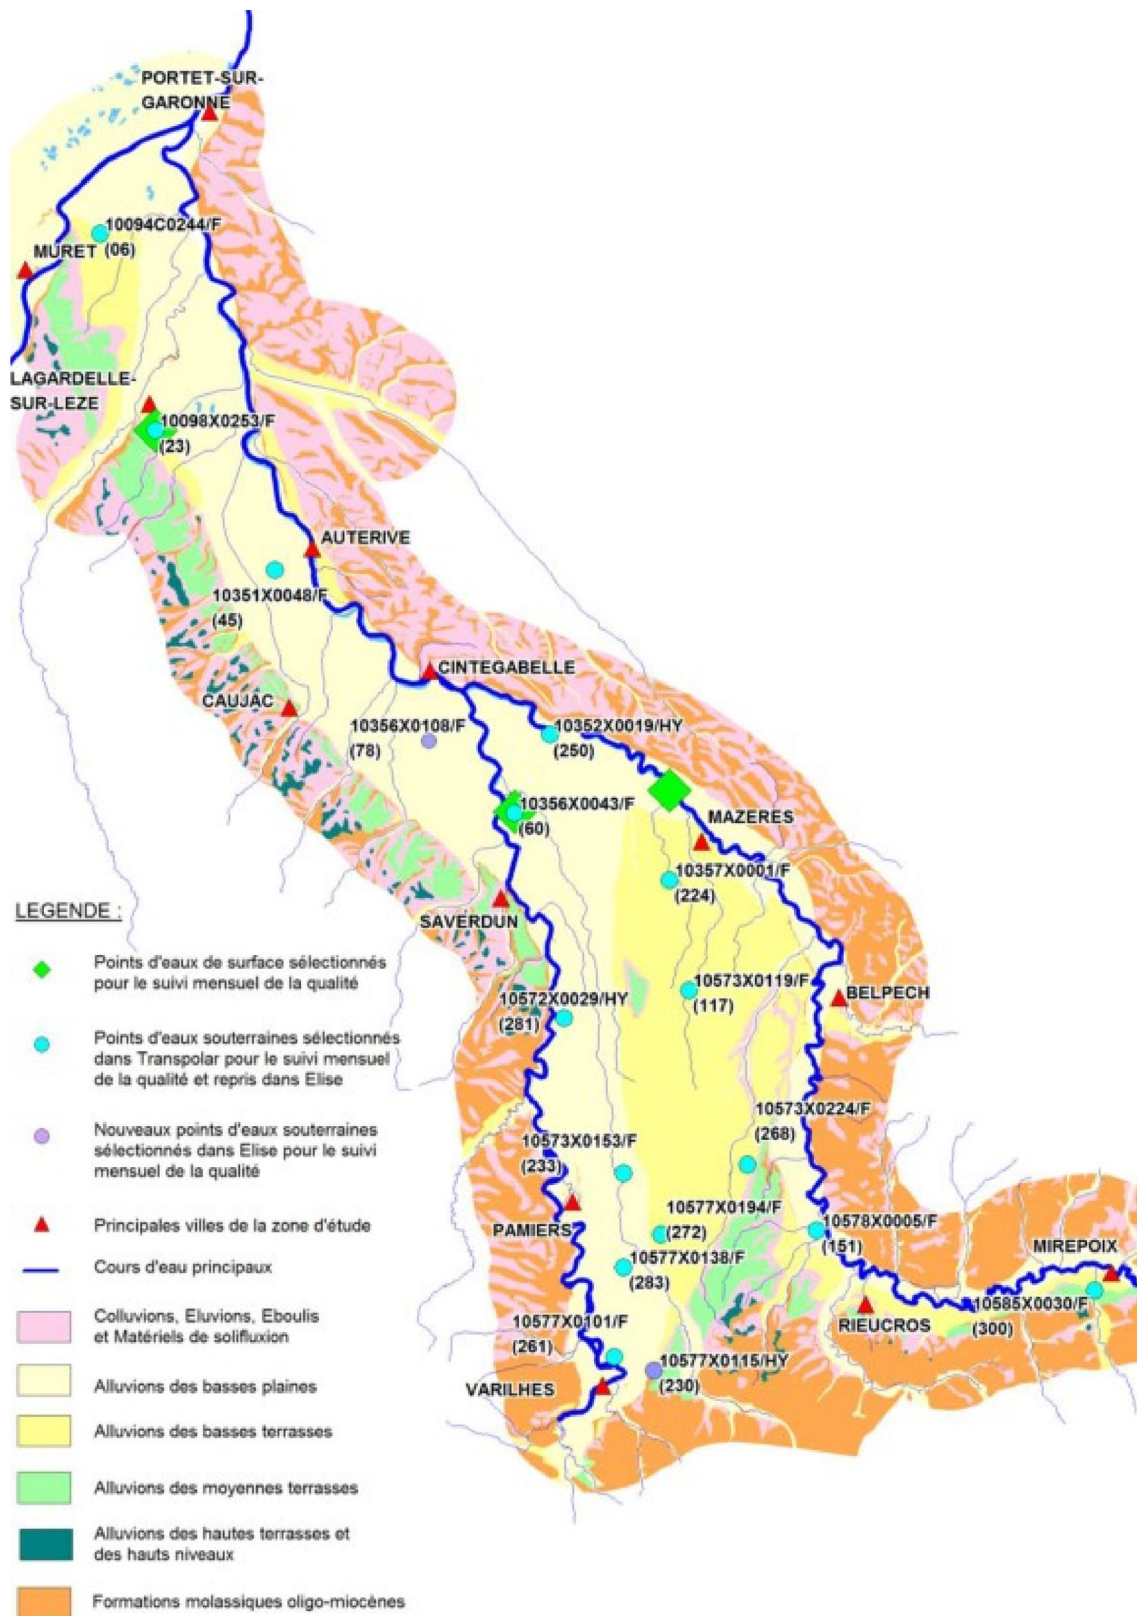 PORTET-SUR-
GARONNE
10094C0244/F
(06)
MURET
LAGARDELLE-
SUR-LEZE
10098X0253/F
(23)
AUTERIVE
10351X0048/F
(45)
CINTEGABELLE
CAUJAC
10356X0108/F
(78)
10352X0019/HY
(250)
10356X0043/F
(60)
MAZERES
10357X0001/F
(224)
SAVERDUN
10573X0119/F
(117)
BELPECH
10572X0029/HY
(281)
10573X0224/F
(268)
10573X0153/F
(233)
PAMIERS
10577X0194/F
(272)
10578X0005/F
(151)
10577X0138/F
(283)
MIREPOIX
10585X0030/F
(300)
RIEUCROS
10577X0101/F
(261)
10577X0115/HY
(230)
VARILHES
LEGENDE :
Points d'eaux de surface sélectionnés
pour le suivi mensuel de la qualité
Points d'eaux souterraines sélectionnés
dans Transpolar pour le suivi mensuel
de la qualité et repris dans Elise
Nouveaux points d'eaux souterraines
sélectionnés dans Elise pour le suivi
mensuel de la qualité
Principales villes de la zone d'étude
Cours d'eau principaux
Colluvions, Eluvions, Eboulis
et Matériels de solifluxion
Alluvions des basses plaines
Alluvions des basses terrasses
Alluvions des moyennes terrasses
Alluvions des hautes terrasses et
des hauts niveaux
Formations molassiques oligo-miocènes